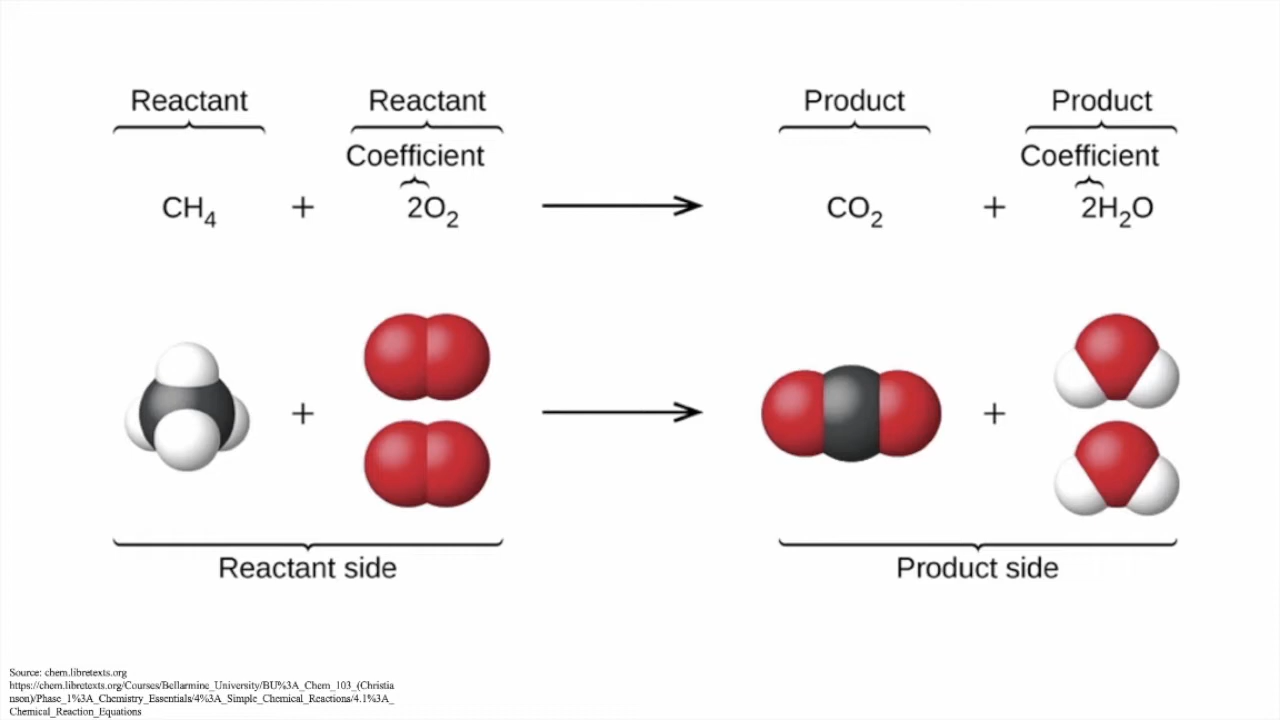 Reactant Reactant Product Product
Coefficient Coefficient
CH₄ + 2O₂ CO₂ + 2H₂O
+ +
Reactant side Product side
Source: chem.libretexts.org
https://chem.libretexts.org/Courses/Bellarmine_University/BU%3A_Chem_103_(Christia
nson)/Phase_1%3A_Chemistry_Essentials/4%3A_Simple_Chemical_Reactions/4.1%3A_
Chemical_Reaction_Equations